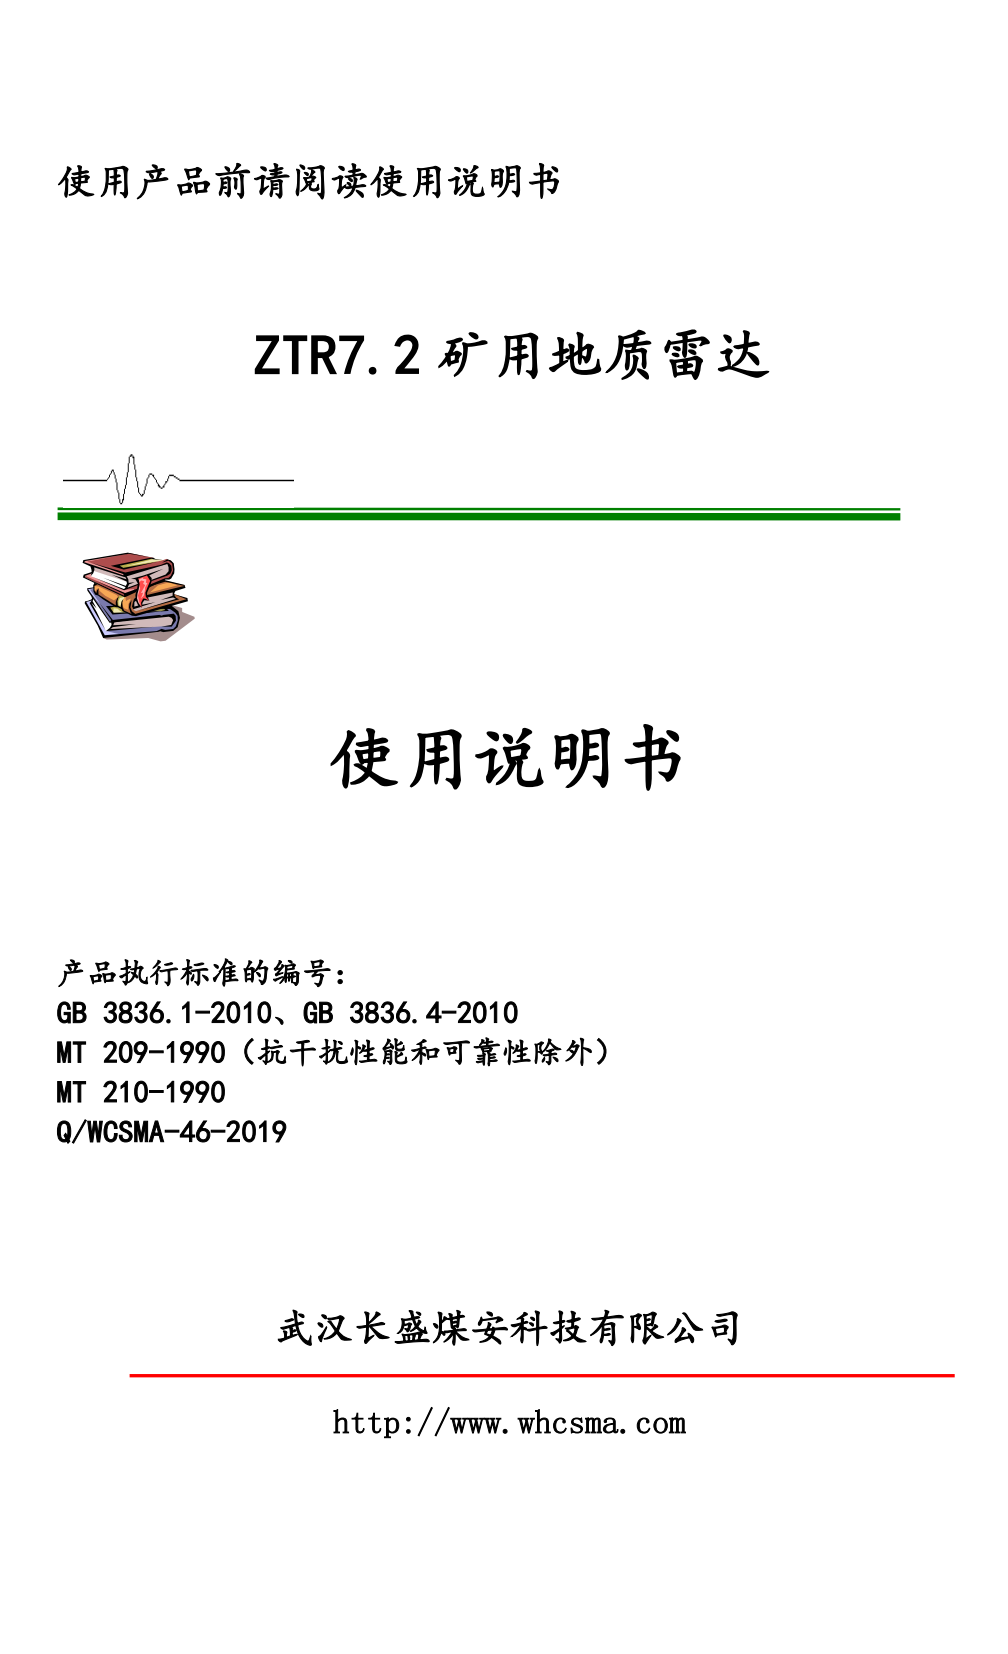 使用产品前请阅读使用说明书
ZTR7.2矿用地质雷达
使用说明书
产品执行标准的编号：
GB 3836.1-2010、GB 3836.4-2010
MT 209-1990（抗干扰性能和可靠性除外）
MT 210-1990
Q/WCSMA-46-2019
武汉长盛煤安科技有限公司
http://www.whcsma.com